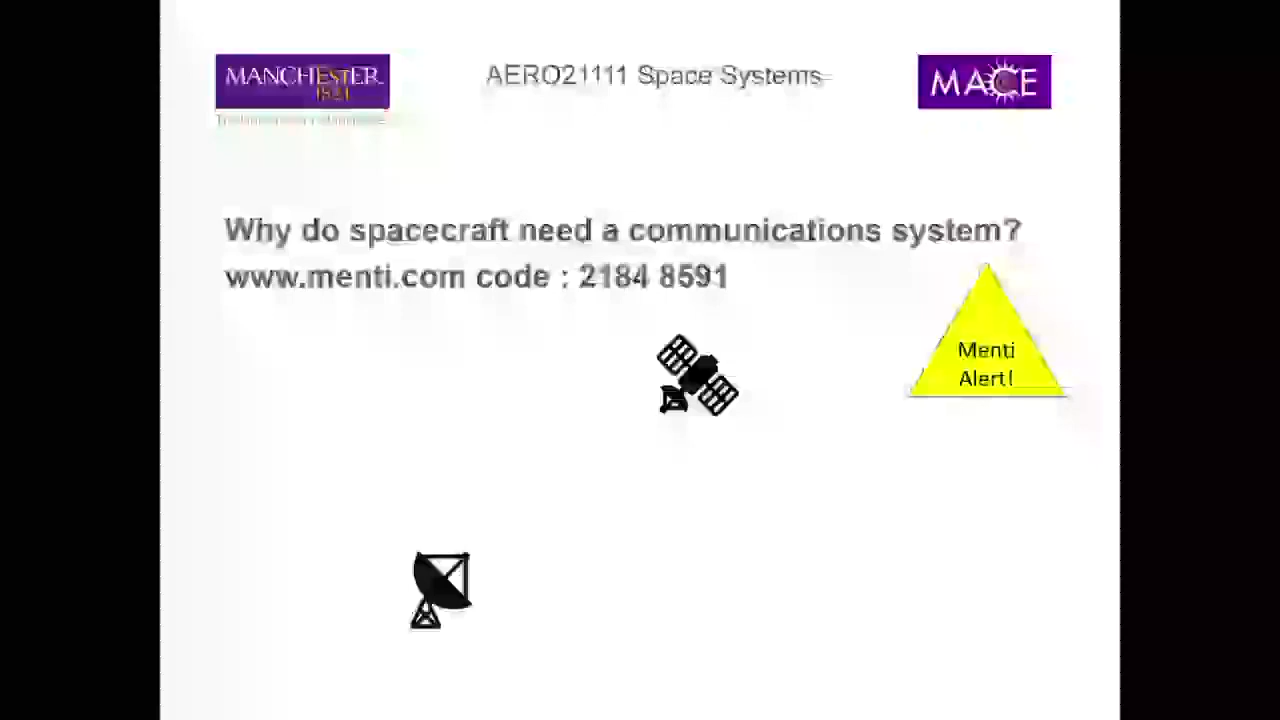 MANCHESTER
1824
AERO21111 Space Systems
MACE
Why do spacecraft need a communications system?
www.menti.com code : 2184 8591
Menti
Alert!